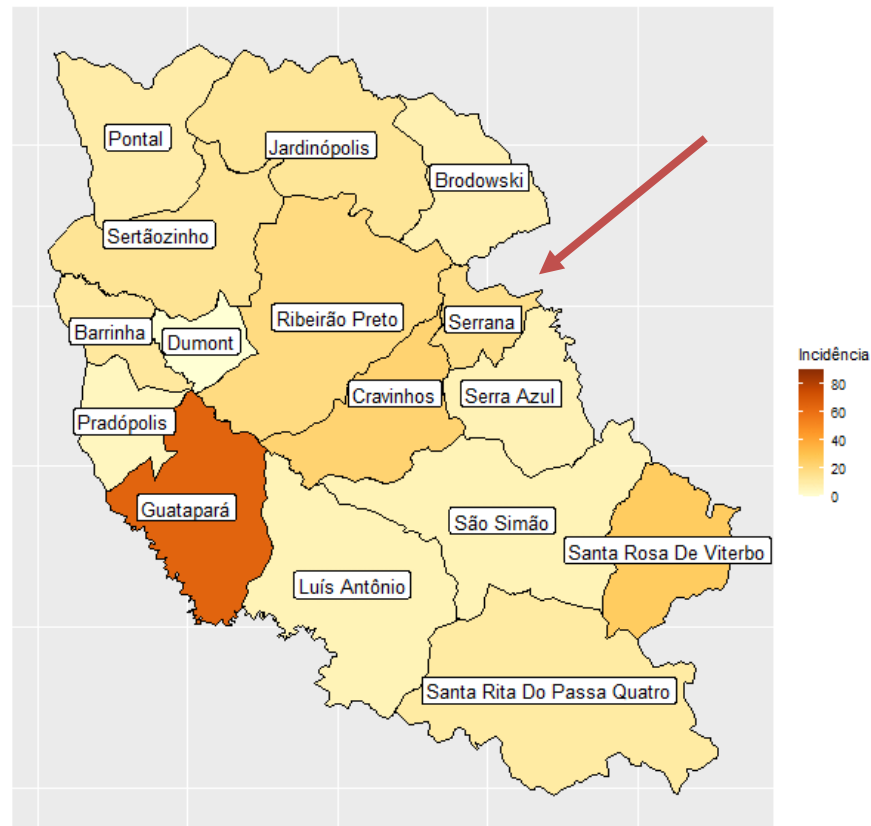 Pontal
Jardinópolis
Brodowski
Sertãozinho
Ribeirão Preto
Serrana
Barrinha
Dumont
Incidência
Cravinhos
Serra Azul
80
Pradópolis
60
40
20
0
Guatapará
São Simão
Santa Rosa De Viterbo
Luís Antônio
Santa Rita Do Passa Quatro